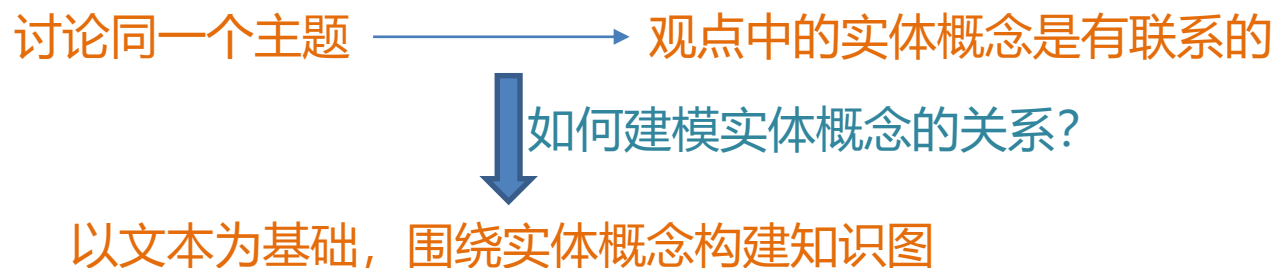 讨论同一个主题 观点中的实体概念是有联系的
如何建模实体概念的关系?
以文本为基础，围绕实体概念构建知识图